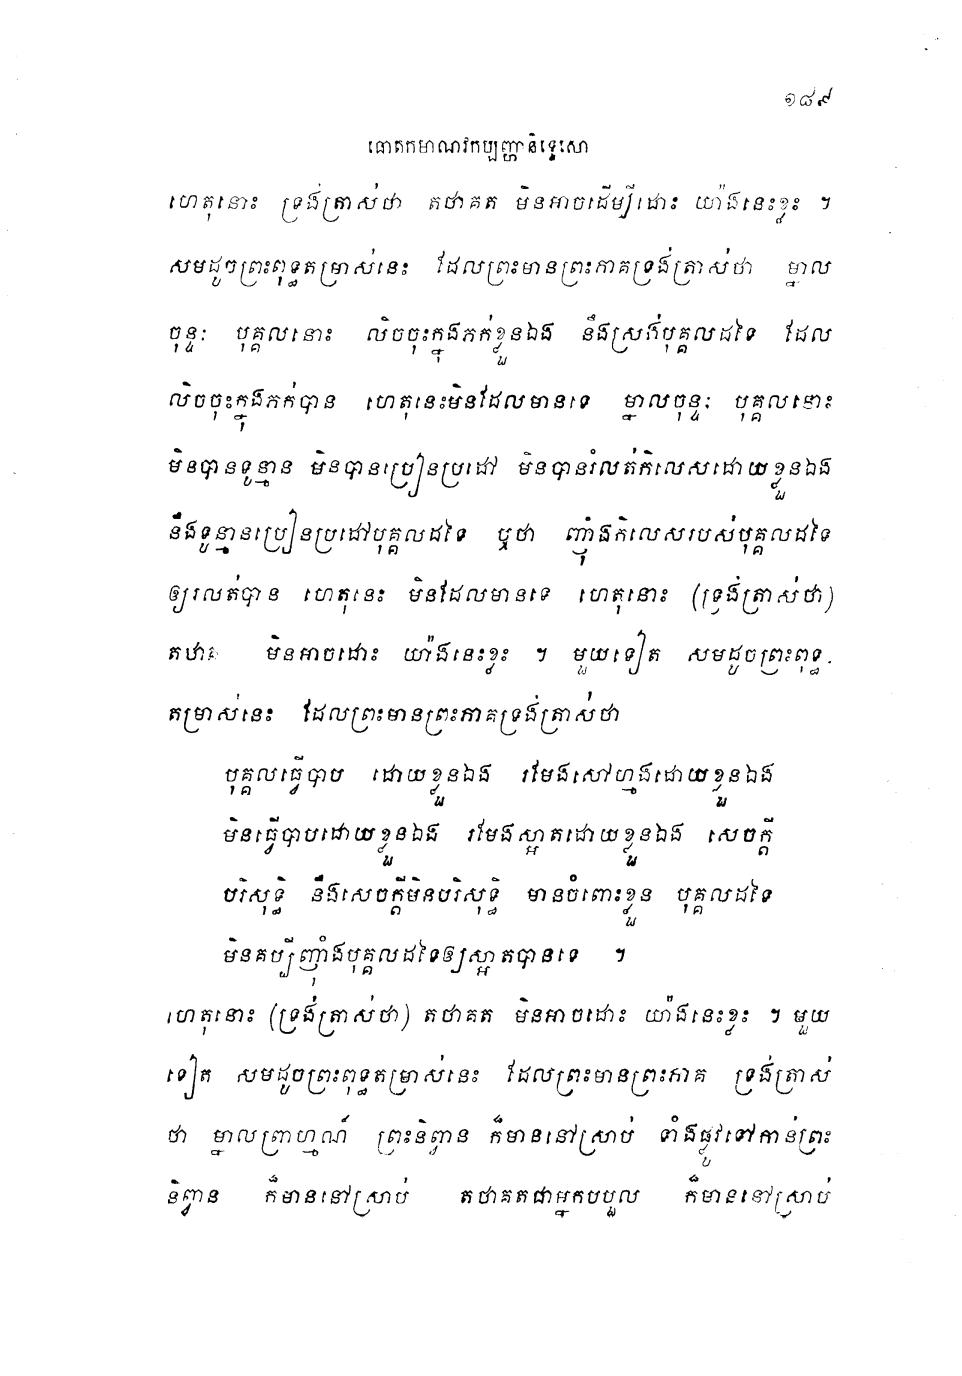 ១៨៩
ធោតកមាណវកប្បញ្ហានិទ្ទេសោ
ហេតុនោះ ទ្រង់ត្រាស់ថា តថាគត មិនអាចដើម្បីដោះ យ៉ាងនេះខ្លះ ។
សមដូចព្រះពុទ្ធតម្រាស់នេះ ដែលព្រះមានព្រះភាគទ្រង់ត្រាស់ថា ម្នាល
ចុន្ទៈ បុគ្គលនោះ លិចចុះក្នុងភក់ខ្លួនឯង នឹងស្រង់បុគ្គលដទៃ ដែល
លិចចុះក្នុងភក់បាន ហេតុនេះមិនដែលមានទេ ម្នាលចុន្ទៈ បុគ្គលនោះ
មិនបានទូន្មាន មិនបានប្រៀនប្រដៅ មិនបានរំលត់កិលេសដោយខ្លួនឯង
នឹងទូន្មានប្រៀនប្រដៅបុគ្គលដទៃ ឬថា ញ៉ាំងកិលេសរបស់បុគ្គលដទៃ
ឲ្យរលត់បាន ហេតុនេះ មិនដែលមានទេ ហេតុនោះ (ទ្រង់ត្រាស់ថា)
មិនអាចដោះ យ៉ាងនេះខ្លះ ។ មួយទៀត សមដូចព្រះពុទ្ធ
តម្រាស់នេះ ដែលព្រះមានព្រះភាគទ្រង់ត្រាស់ថា
បុគ្គលធ្វើបាប ដោយខ្លួនឯង រមែងសៅហ្មងដោយខ្លួនឯង
មិនធ្វើបាបដោយខ្លួនឯង រមែងស្អាតដោយខ្លួនឯង សេចក្តី
បរិសុទ្ធិ នឹងសេចក្តីមិនបរិសុទ្ធិ មានចំពោះខ្លួន បុគ្គលដទៃ
មិនគប្បីញ៉ាំងបុគ្គលដទៃឲ្យស្អាតបានទេ ។
ហេតុនោះ (ទ្រង់ត្រាស់ថា) តថាគត មិនអាចដោះ យ៉ាងនេះខ្លះ ។ មួយ
ទៀត សមដូចព្រះពុទ្ធតម្រាស់នេះ ដែលព្រះមានព្រះភាគ ទ្រង់ត្រាស់
ថា ម្នាលព្រាហ្មណ៍ ព្រះនិព្វាន ក៏មាននៅស្រាប់ ទាំងផ្លូវទៅកាន់ព្រះ
និព្វាន ក៏មាននៅស្រាប់ តថាគតជាអ្នកបបួល ក៏មាននៅស្រាប់